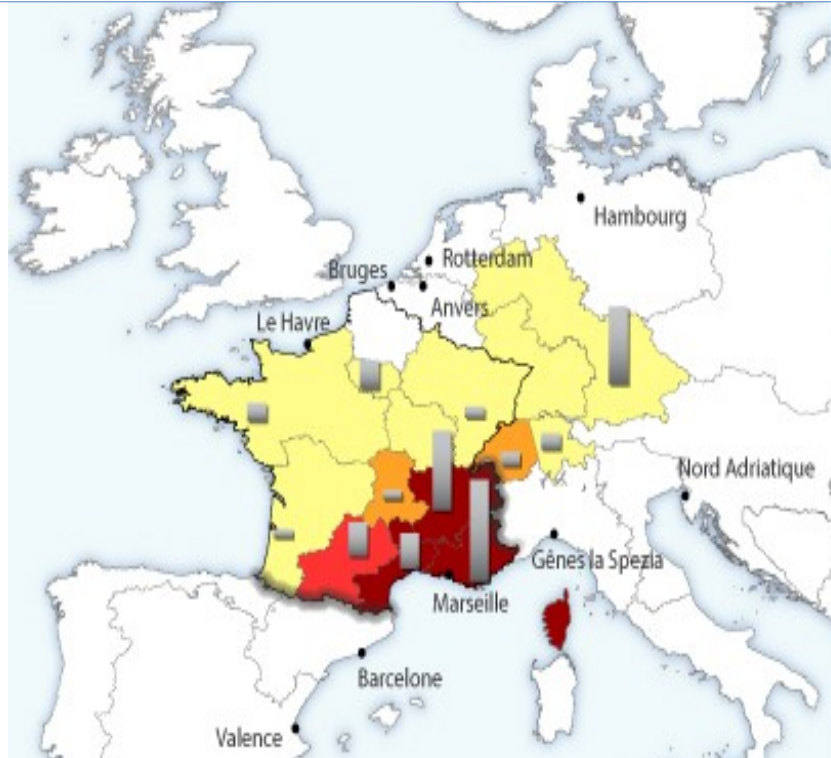 Hambourg
Rotterdam
Bruges
Anvers
Le Havre
Nord Adriatique
Gênes la Spezia
Marseille
Barcelone
Valence